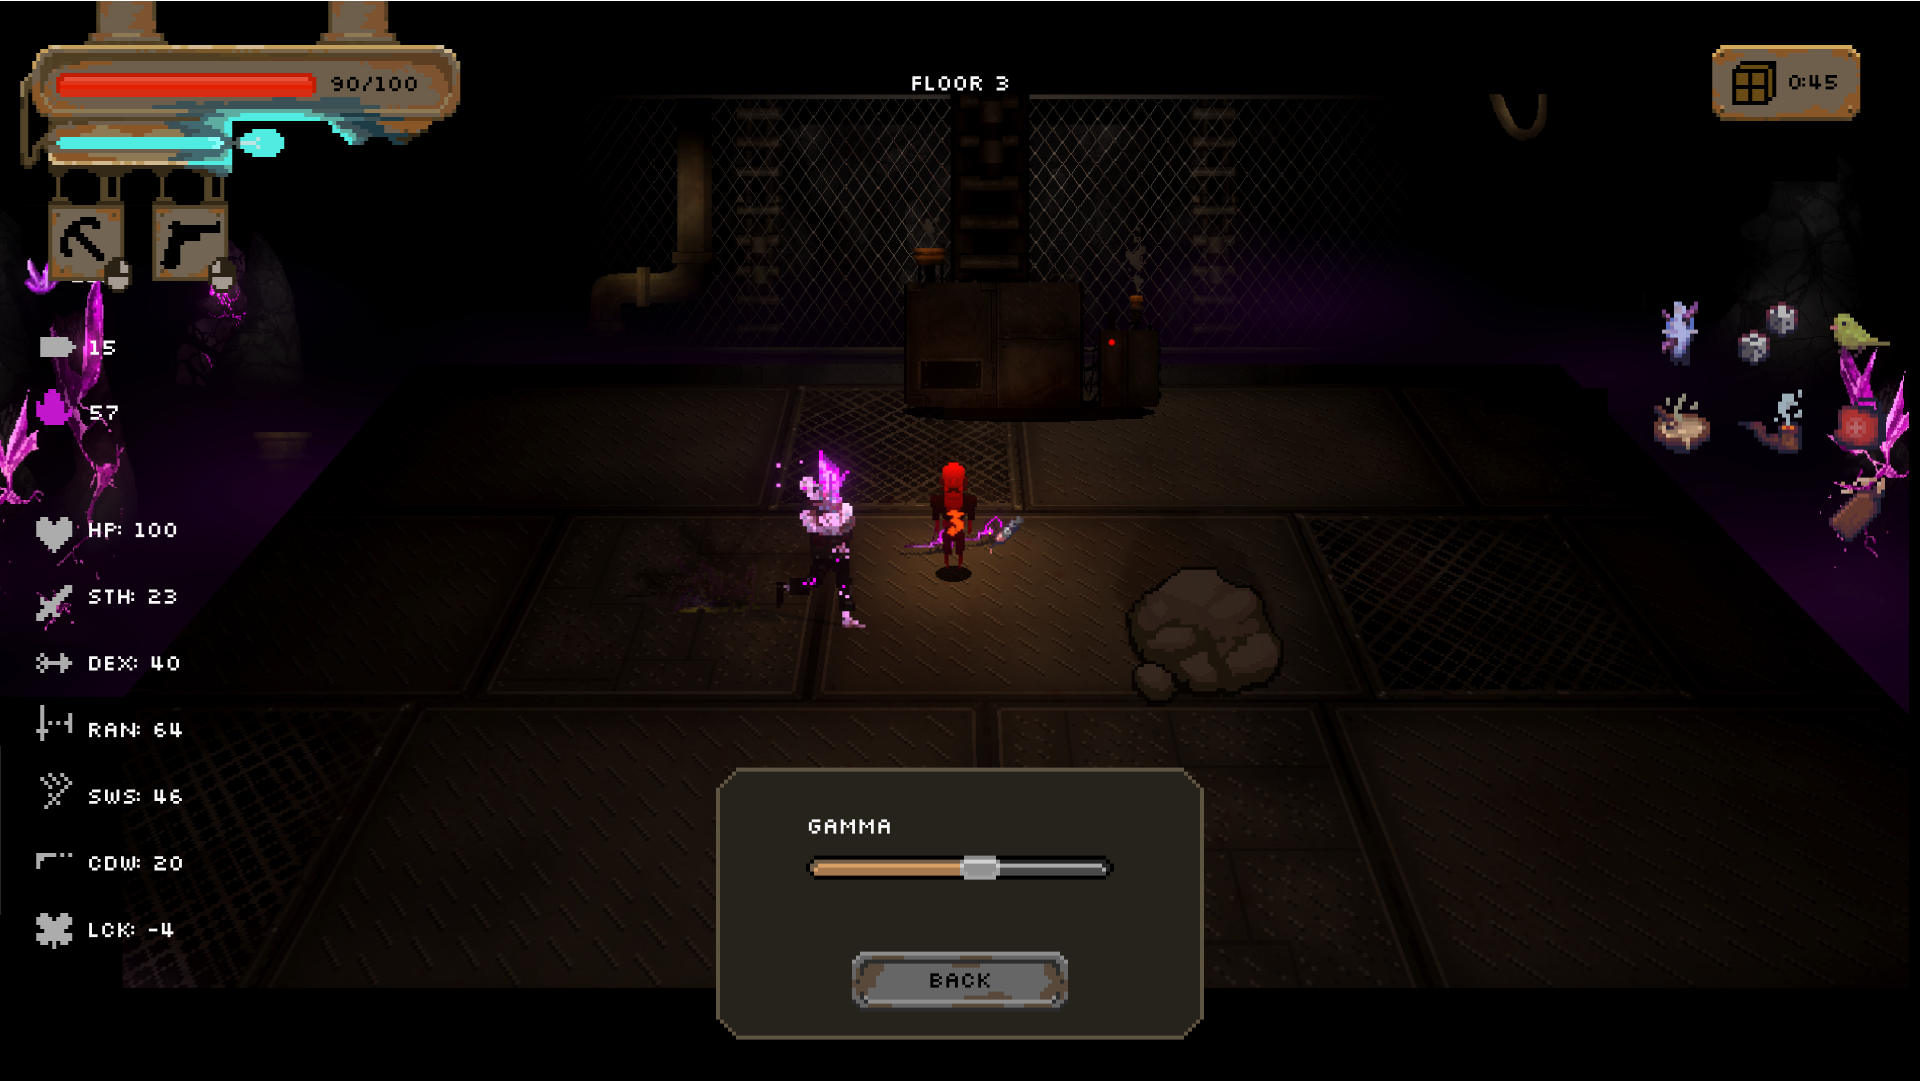 90/100
FLOOR 3
0:45
15
57
HP: 100
STH: 23
DEX: 40
RAN: 64
SWS: 46
CDW: 20
LCK: -4
GAMMA
BACK